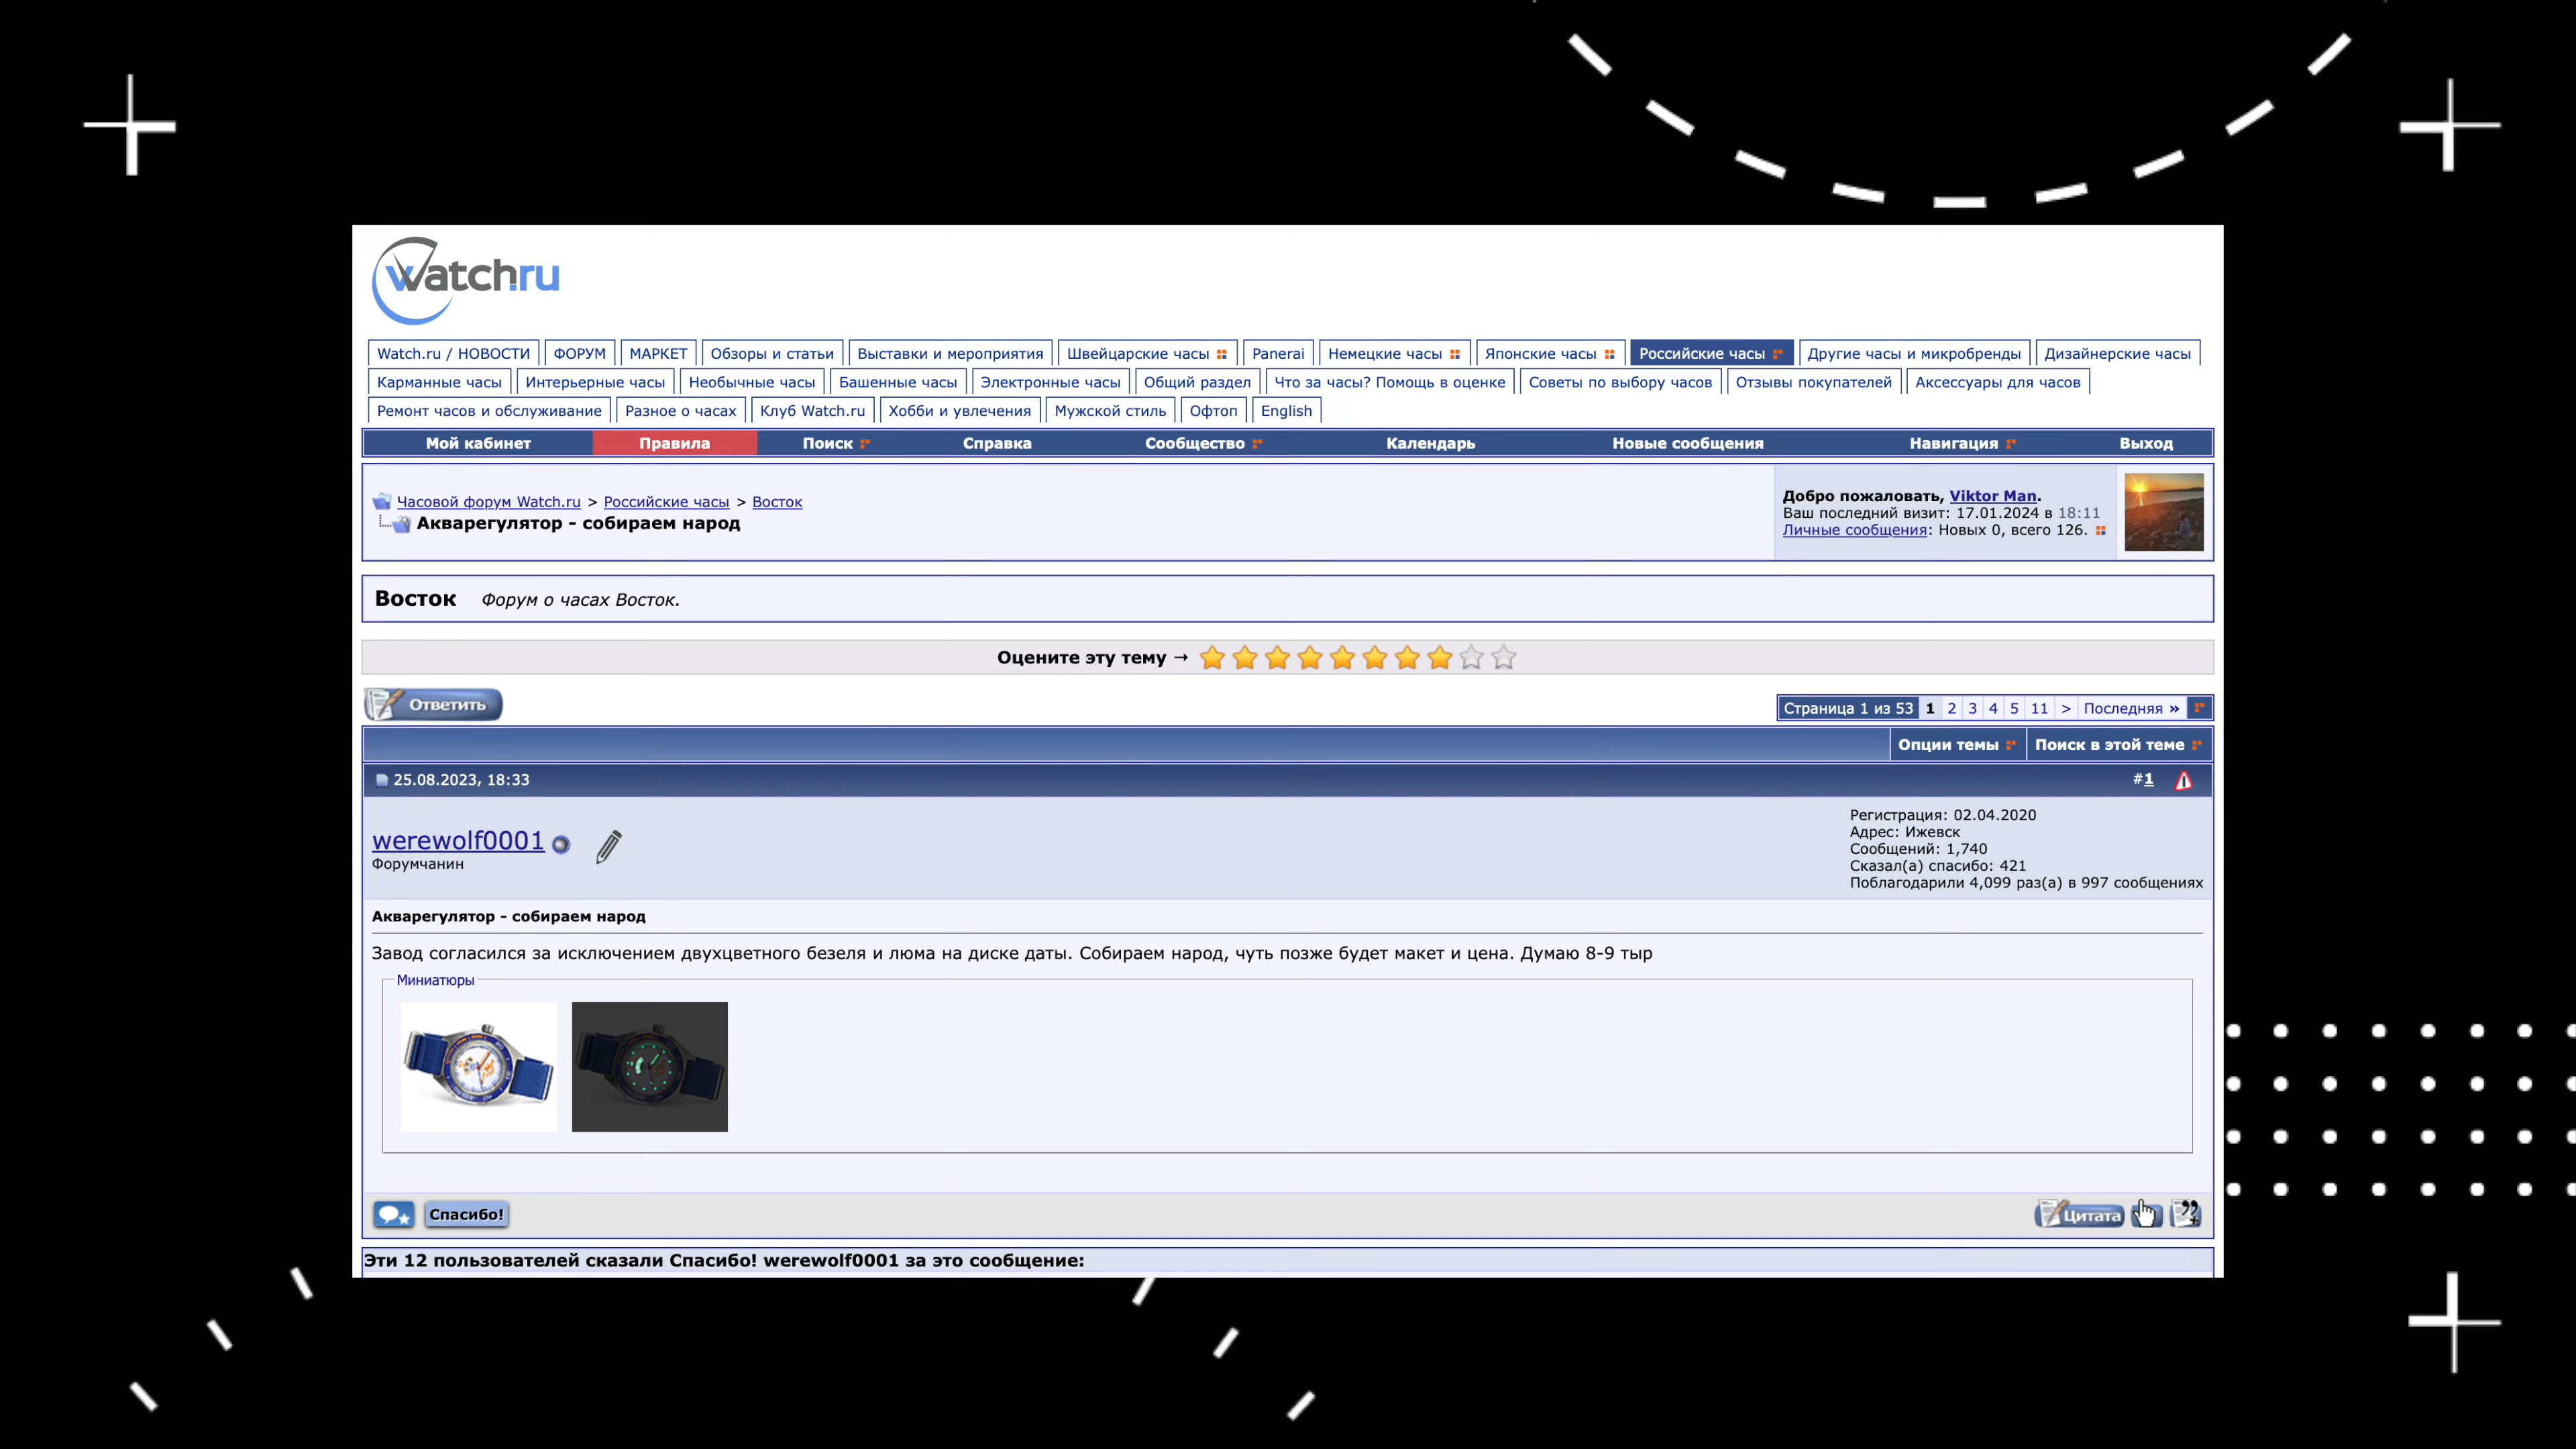 watch.ru
Watch.ru / НОВОСТИ ФОРУМ МАРКЕТ Обзоры и статьи Выставки и мероприятия Швейцарские часы Panerai Немецкие часы Японские часы Российские часы Другие часы и микробренды Дизайнерские часы
Карманные часы Интерьерные часы Необычные часы Башенные часы Электронные часы Общий раздел Что за часы? Помощь в оценке Советы по выбору часов Отзывы покупателей Аксессуары для часов
Ремонт часов и обслуживание Разное о часах Клуб Watch.ru Хобби и увлечения Мужской стиль Офтоп English
Мой кабинет Правила Поиск Справка Сообщество Календарь Новые сообщения Навигация Выход
Часовой форум Watch.ru > Российские часы > Восток
Акварегулятор - собираем народ
Добро пожаловать, Viktor Man.
Ваш последний визит: 17.01.2024 в 18:11
Личные сообщения: Новых 0, всего 126.
Восток Форум о часах Восток.
Оцените эту тему →
Ответить
Страница 1 из 53 1 2 3 4 5 11 > Последняя »
Опции темы Поиск в этой теме
25.08.2023, 18:33 #1
werewolf0001
Форумчанин
Регистрация: 02.04.2020
Адрес: Ижевск
Сообщений: 1,740
Сказал(а) спасибо: 421
Поблагодарили 4,099 раз(а) в 997 сообщениях
Акварегулятор - собираем народ
Завод согласился за исключением двухцветного безеля и люма на диске даты. Собираем народ, чуть позже будет макет и цена. Думаю 8-9 тыр
Миниатюры
Спасибо!
Цитата
Эти 12 пользователей сказали Спасибо! werewolf0001 за это сообщение: